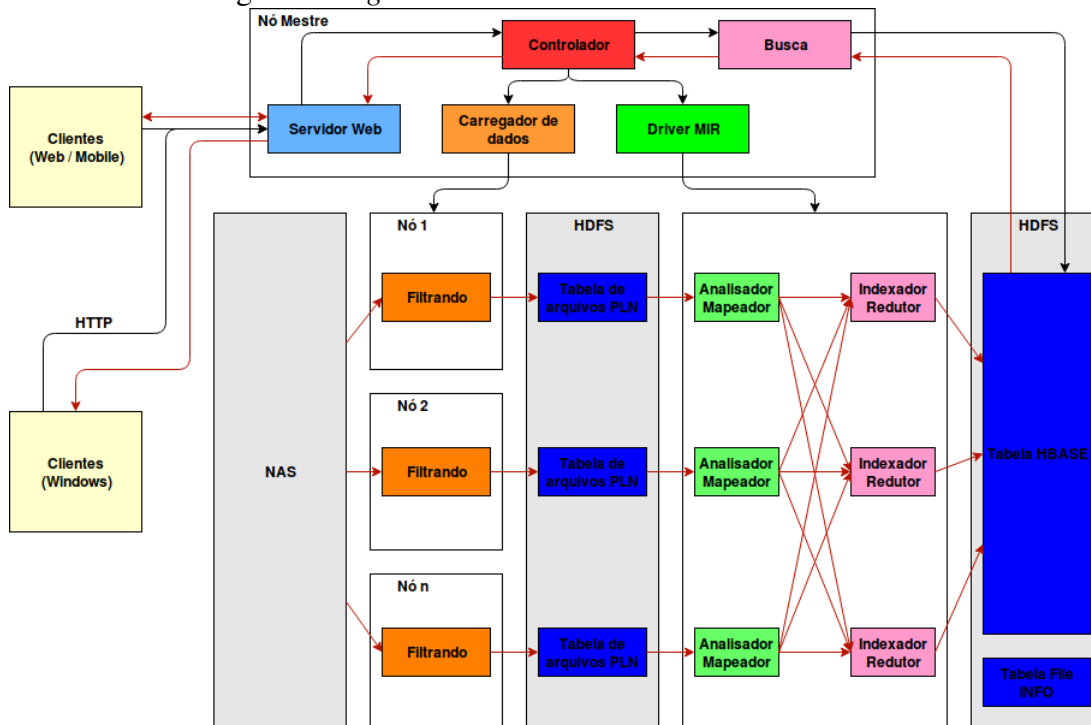 Nó Mestre
Controlador
Busca
Servidor Web
Carregador de
dados
Driver MIR
Clientes
(Web / Mobile)
HTTP
Clientes
(Windows)
NAS
Nó 1
Filtrando
Nó 2
Filtrando
Nó n
Filtrando
HDFS
Tabela de
arquivos PLN
Tabela de
arquivos PLN
Tabela de
arquivos PLN
Analisador
Mapeador
Analisador
Mapeador
Analisador
Mapeador
Indexador
Redutor
Indexador
Redutor
Indexador
Redutor
HDFS
Tabela HBASE
Tabela File
INFO